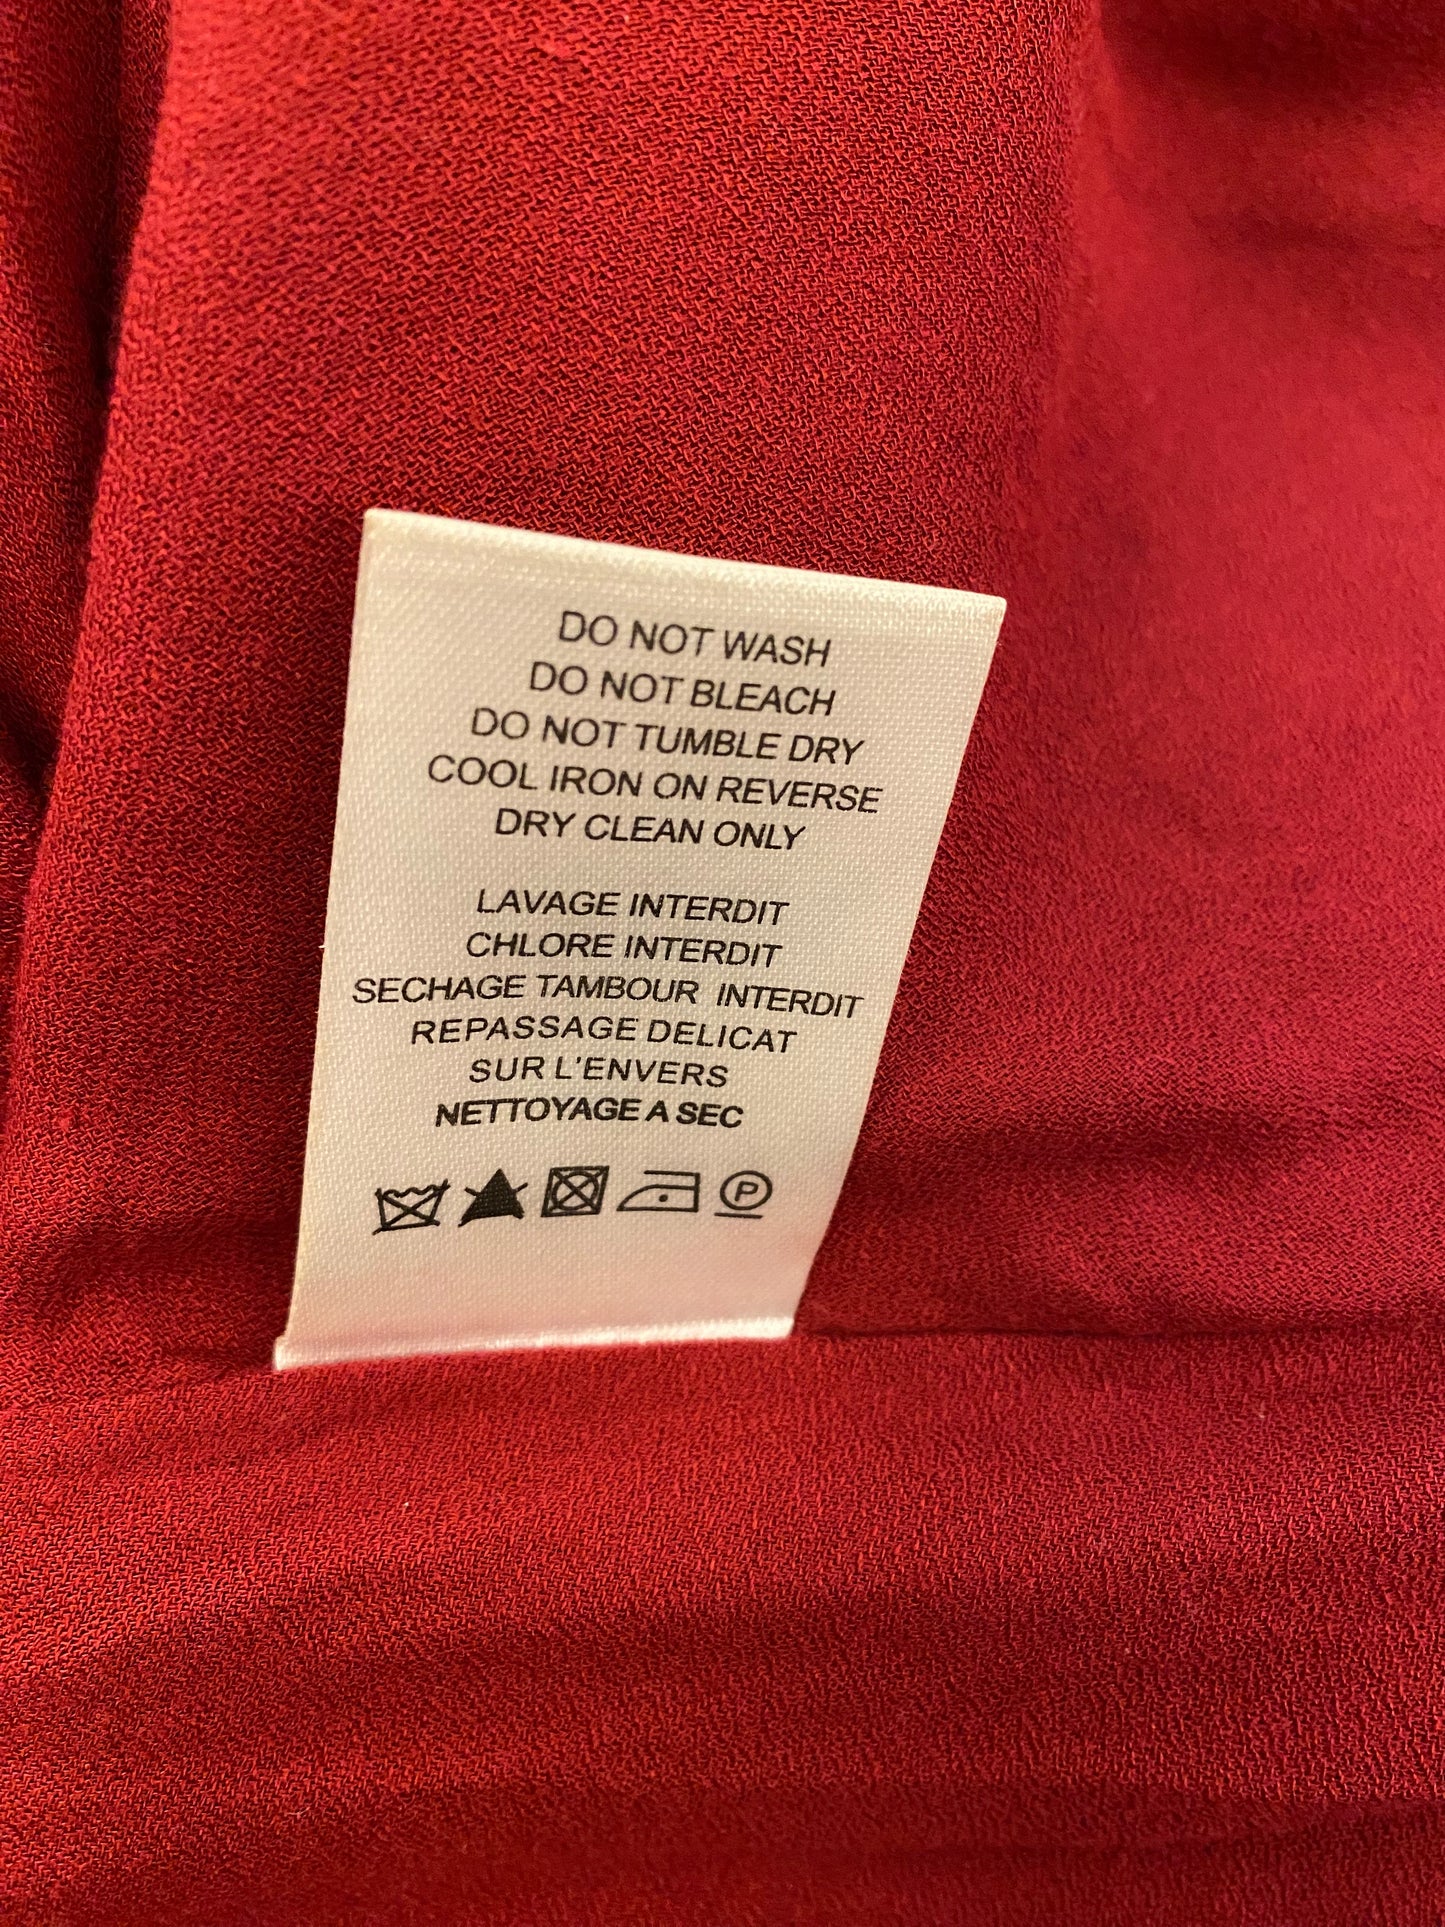 DO NOT WASH
DO NOT BLEACH
DO NOT TUMBLE DRY
COOL IRON ON REVERSE
DRY CLEAN ONLY
LAVAGE INTERDIT
CHLORE INTERDIT
SECHAGE TAMBOUR INTERDIT
REPASSAGE DELICAT
SUR L'ENVERS
NETTOYAGE A SEC
P